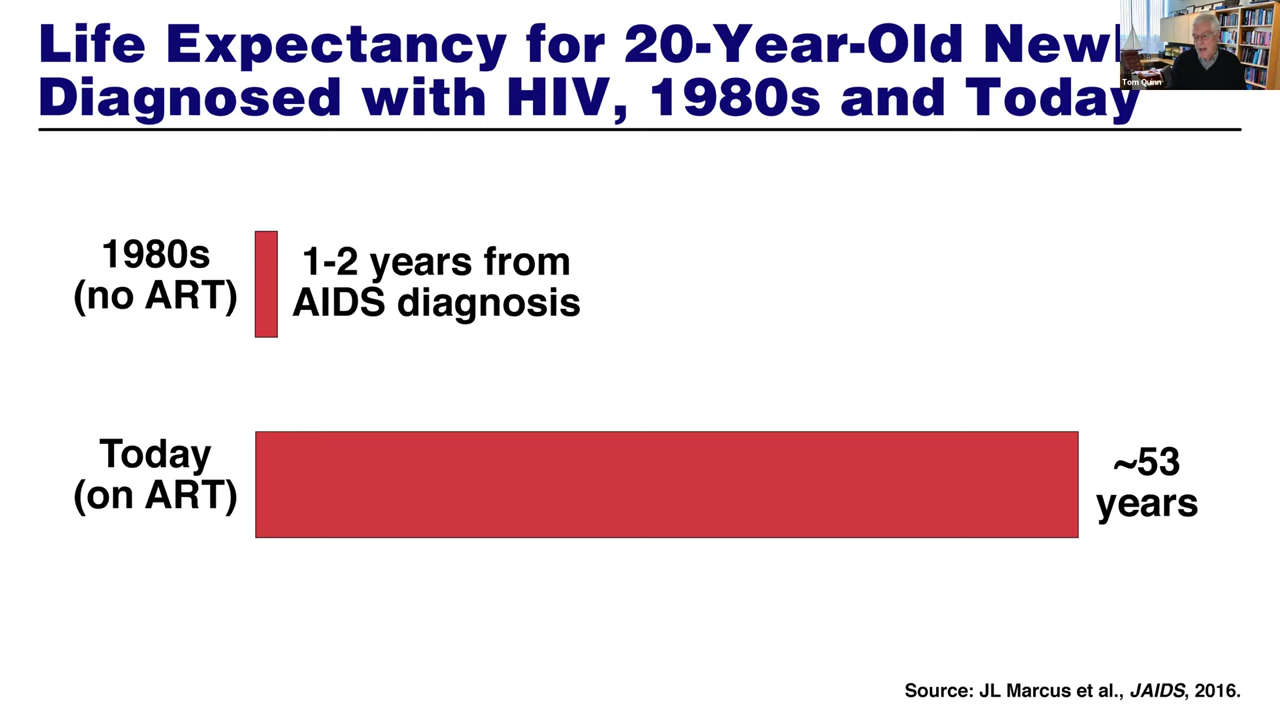 Life Expectancy for 20-Year-Old
Diagnosed with HIV, 1980s and Today
Tom Quinn
1980s
(no ART)
1-2 years from
AIDS diagnosis
Today
(on ART)
~53
years
Source: JL Marcus et al., JAIDS, 2016.